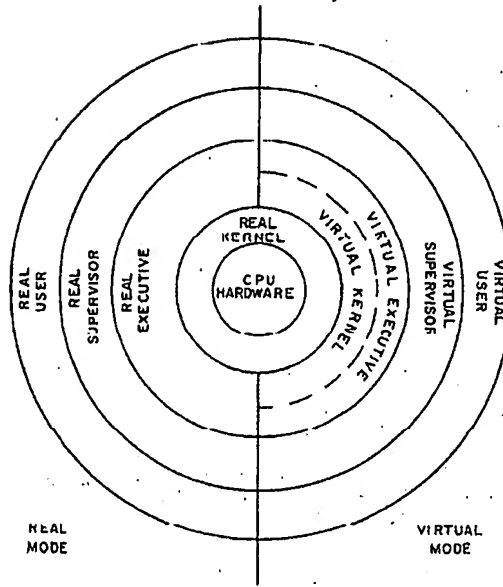 REAL
KERNEL
CPU
HARDWARE
REAL
USER
REAL
SUPERVISOR
REAL
EXECUTIVE
VIRTUAL KERNEL
VIRTUAL EXECUTIVE
VIRTUAL
SUPERVISOR
VIRTUAL
USER
REAL
MODE
VIRTUAL
MODE